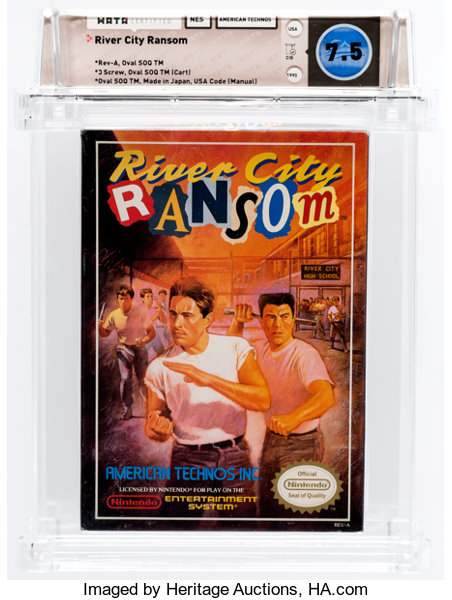 WATA CERTIFIED NES AMERICAN TECHNOS USA
River City Ransom
CIB
7.5
*Rev-A, Oval SOQ TM
*3 Screw, Oval SOQ TM (Cart)
*Oval SOQ TM, Made in Japan, USA Code (Manual)
1990
River City
RANSOM
RIVER CITY
HIGH SCHOOL
AMERICAN TECHNOS INC.
LICENSED BY NINTENDO® FOR PLAY ON THE
Nintendo
ENTERTAINMENT
SYSTEM®
Official
Nintendo
Seal of Quality
TM
REV-A
Imaged by Heritage Auctions, HA.com